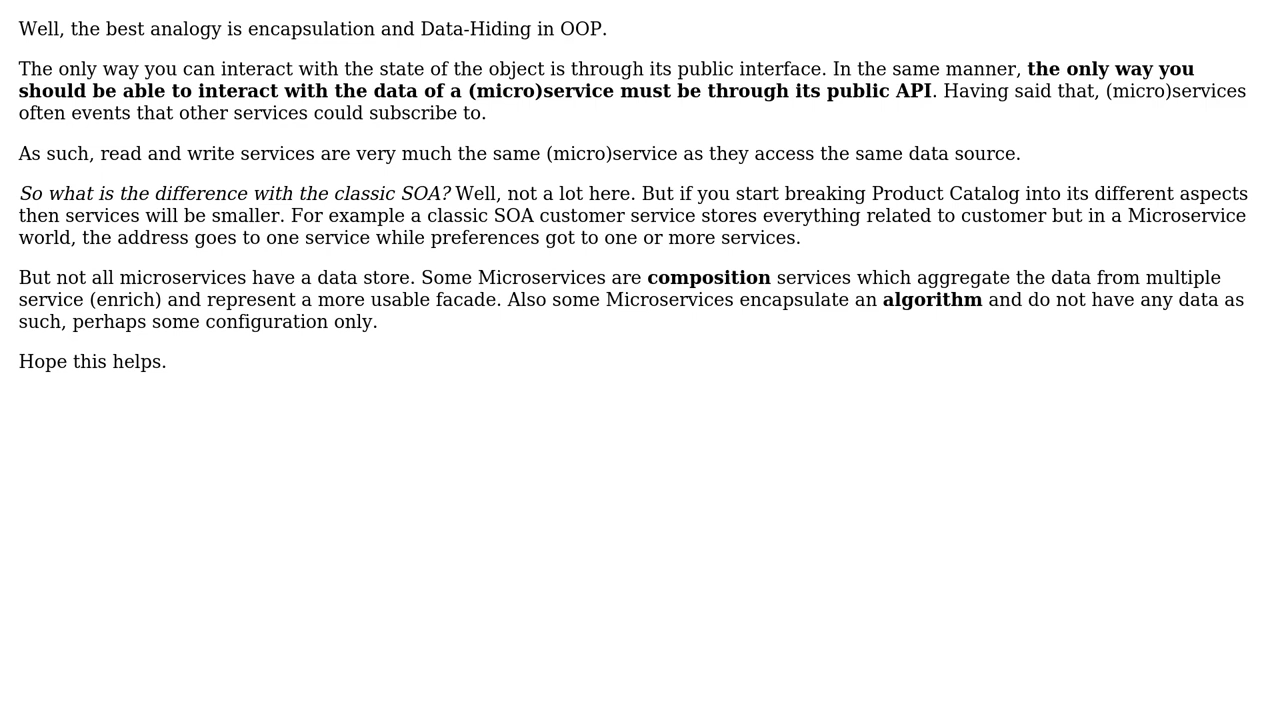 Well, the best analogy is encapsulation and Data-Hiding in OOP.
The only way you can interact with the state of the object is through its public interface. In the same manner, the only way you
should be able to interact with the data of a (micro)service must be through its public API. Having said that, (micro)services
often events that other services could subscribe to.
As such, read and write services are very much the same (micro)service as they access the same data source.
So what is the difference with the classic SOA? Well, not a lot here. But if you start breaking Product Catalog into its different aspects
then services will be smaller. For example a classic SOA customer service stores everything related to customer but in a Microservice
world, the address goes to one service while preferences got to one or more services.
But not all microservices have a data store. Some Microservices are composition services which aggregate the data from multiple
service (enrich) and represent a more usable facade. Also some Microservices encapsulate an algorithm and do not have any data as
such, perhaps some configuration only.
Hope this helps.